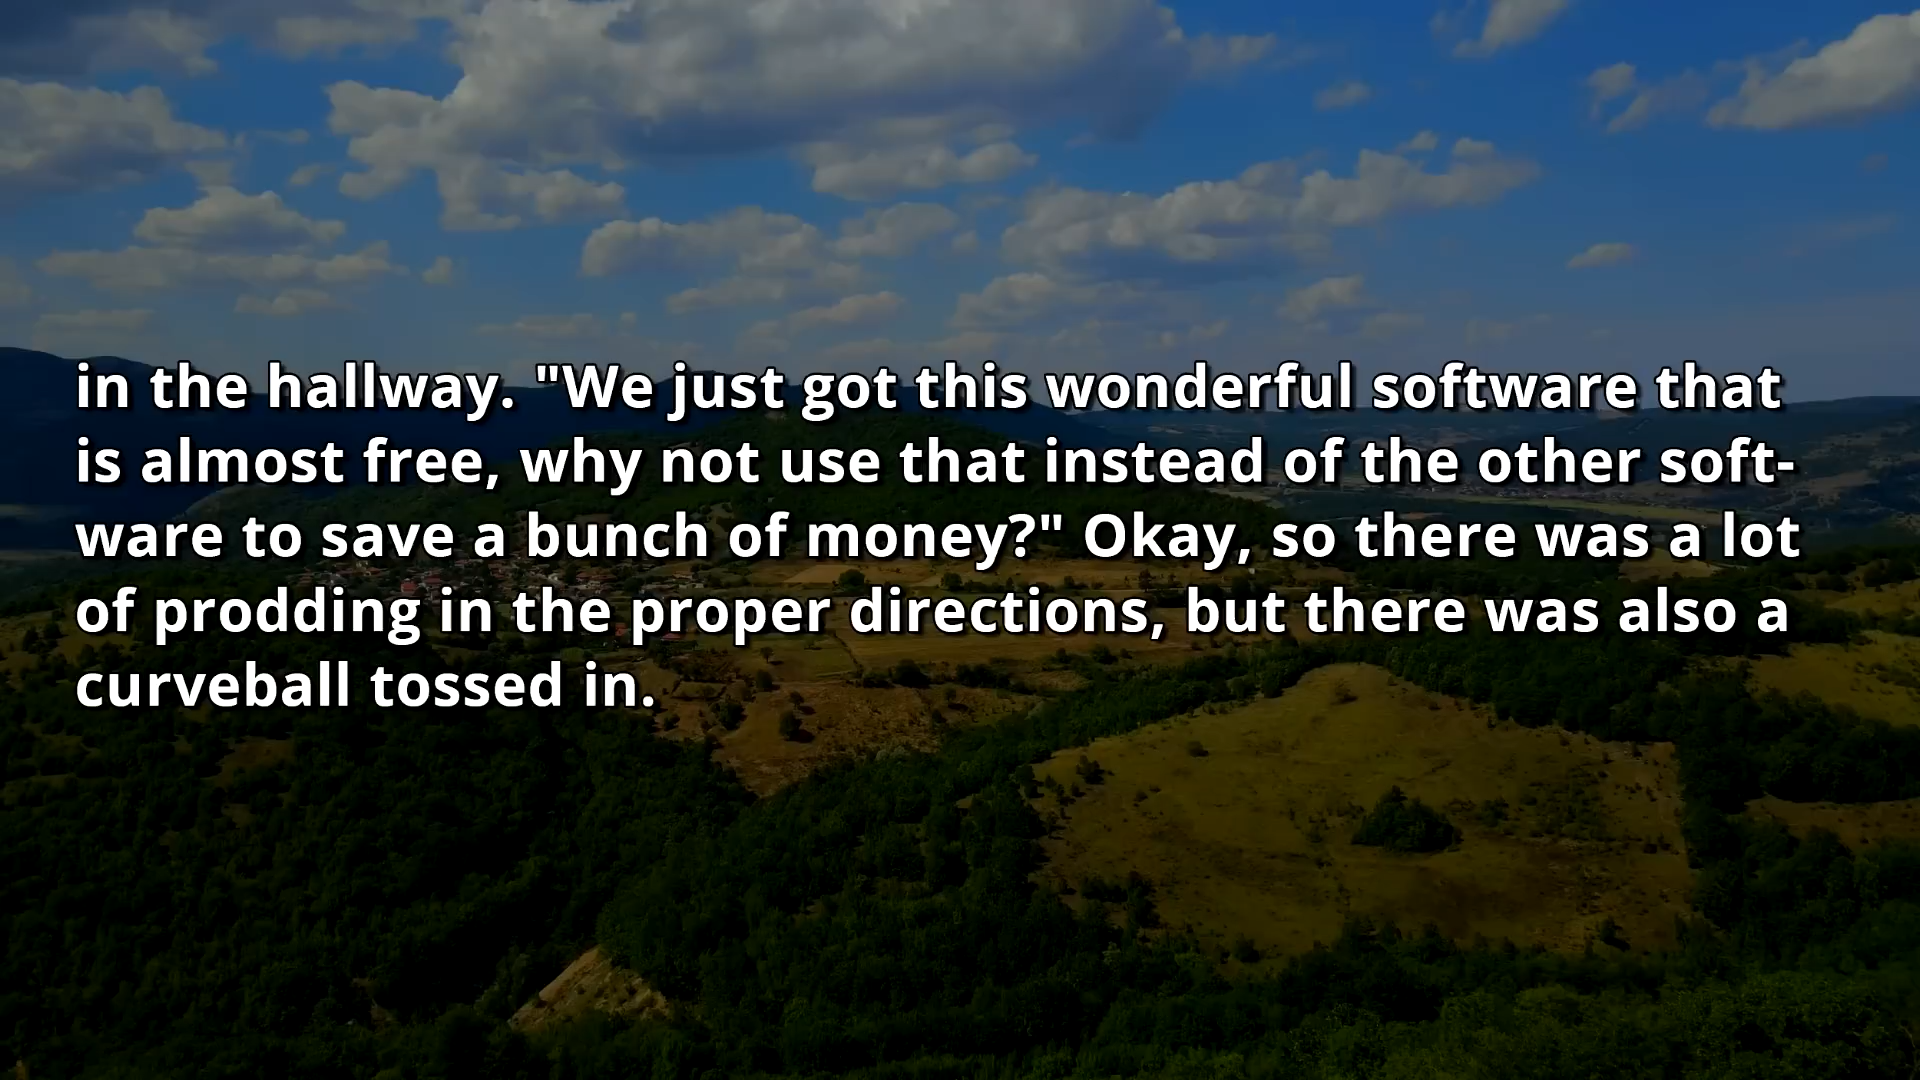 in the hallway. "We just got this wonderful software that
is almost free, why not use that instead of the other soft-
ware to save a bunch of money?" Okay, so there was a lot
of prodding in the proper directions, but there was also a
curveball tossed in.